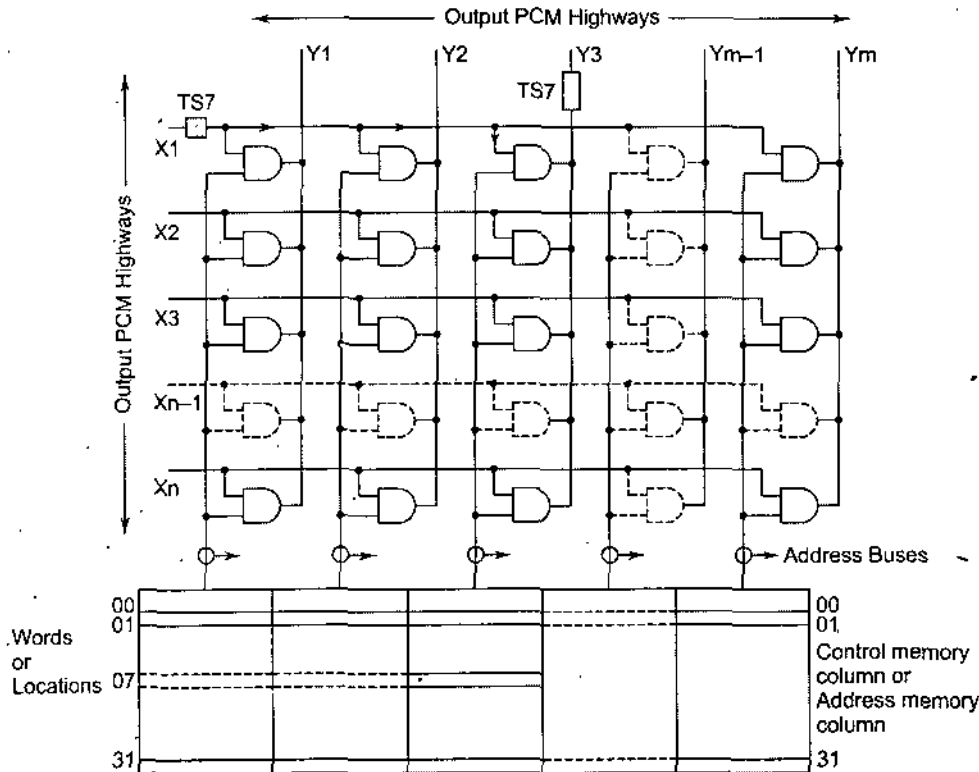 Output PCM Highways
Y1 Y2 Y3 Ym–1 Ym
TS7
TS7
X1
X2
X3
Xn–1
Xn
Output PCM Highways
Address Buses
00
01
07
31
Words
or
Locations
00
01
31
Control memory
column or
Address memory
column